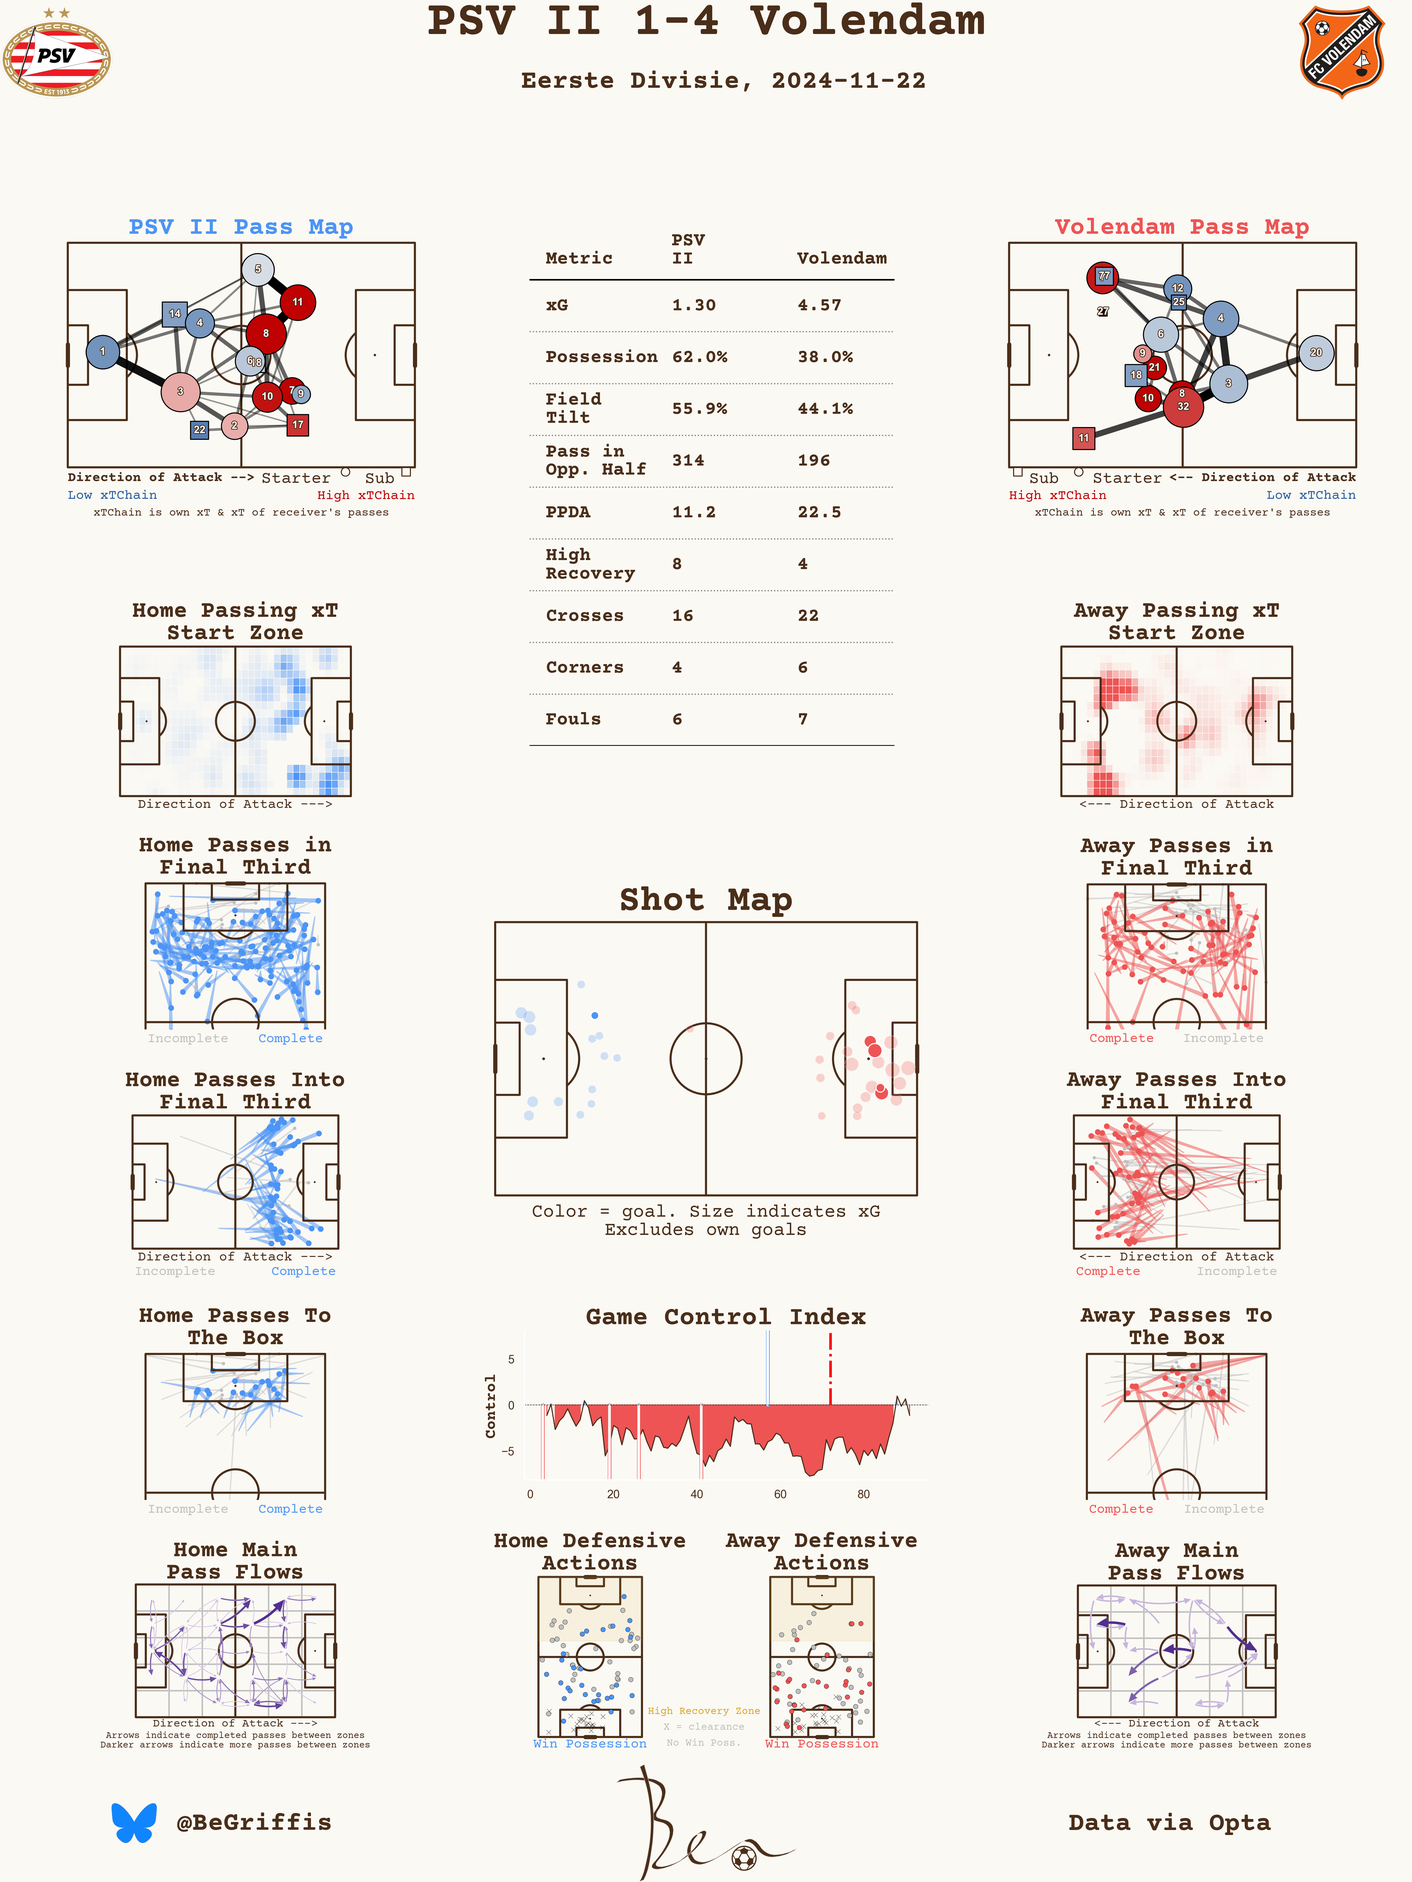 PSV II 1-4 Volendam
Eerste Divisie, 2024-11-22
PSV
EST 1913
FC VOLENDAM
PSV II Pass Map
5
11
14
4
8
1
6
18
3
10
7
9
22
2
17
Direction of Attack --> Starter Sub
Low xTChain High xTChain
xTChain is own xT & xT of receiver's passes
Metric PSV II Volendam
xG 1.30 4.57
Possession 62.0% 38.0%
Field Tilt 55.9% 44.1%
Pass in Opp. Half 314 196
PPDA 11.2 22.5
High Recovery 8 4
Crosses 16 22
Corners 4 6
Fouls 6 7
Volendam Pass Map
77
12
25
27
4
6
9
20
21
18
3
8
10
32
11
Sub Starter <-- Direction of Attack
High xTChain Low xTChain
xTChain is own xT & xT of receiver's passes
Home Passing xT
Start Zone
Direction of Attack --->
Away Passing xT
Start Zone
<--- Direction of Attack
Home Passes in
Final Third
Incomplete Complete
Away Passes in
Final Third
Complete Incomplete
Shot Map
Color = goal. Size indicates xG
Excludes own goals
Home Passes Into
Final Third
Direction of Attack --->
Incomplete Complete
Away Passes Into
Final Third
<--- Direction of Attack
Complete Incomplete
Home Passes To
The Box
Incomplete Complete
Game Control Index
Control
5
0
−5
0 20 40 60 80
Away Passes To
The Box
Complete Incomplete
Home Main
Pass Flows
Direction of Attack --->
Arrows indicate completed passes between zones
Darker arrows indicate more passes between zones
Home Defensive
Actions
Win Possession
Away Defensive
Actions
Win Possession
High Recovery Zone
X = clearance
No Win Poss.
Away Main
Pass Flows
<--- Direction of Attack
Arrows indicate completed passes between zones
Darker arrows indicate more passes between zones
@BeGriffis
Ben
Data via Opta